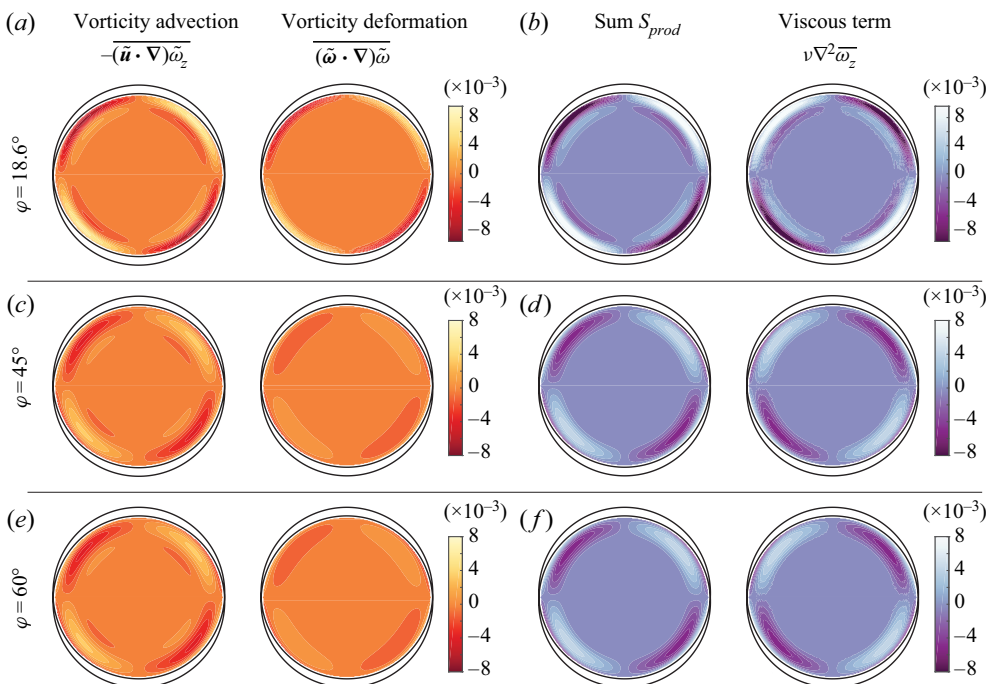 (a) Vorticity advection Vorticity deformation (b) Sum S_prod Viscous term
−(ũ · ∇)ω̃_z (ω̃ · ∇)ω̃ ν∇²ω_z
(×10⁻³) (×10⁻³)
φ = 18.6°
8 8
4 4
0 0
−4 −4
−8 −8
(c) (×10⁻³) (d) (×10⁻³)
φ = 45°
8 8
4 4
0 0
−4 −4
−8 −8
(e) (×10⁻³) (f) (×10⁻³)
φ = 60°
8 8
4 4
0 0
−4 −4
−8 −8